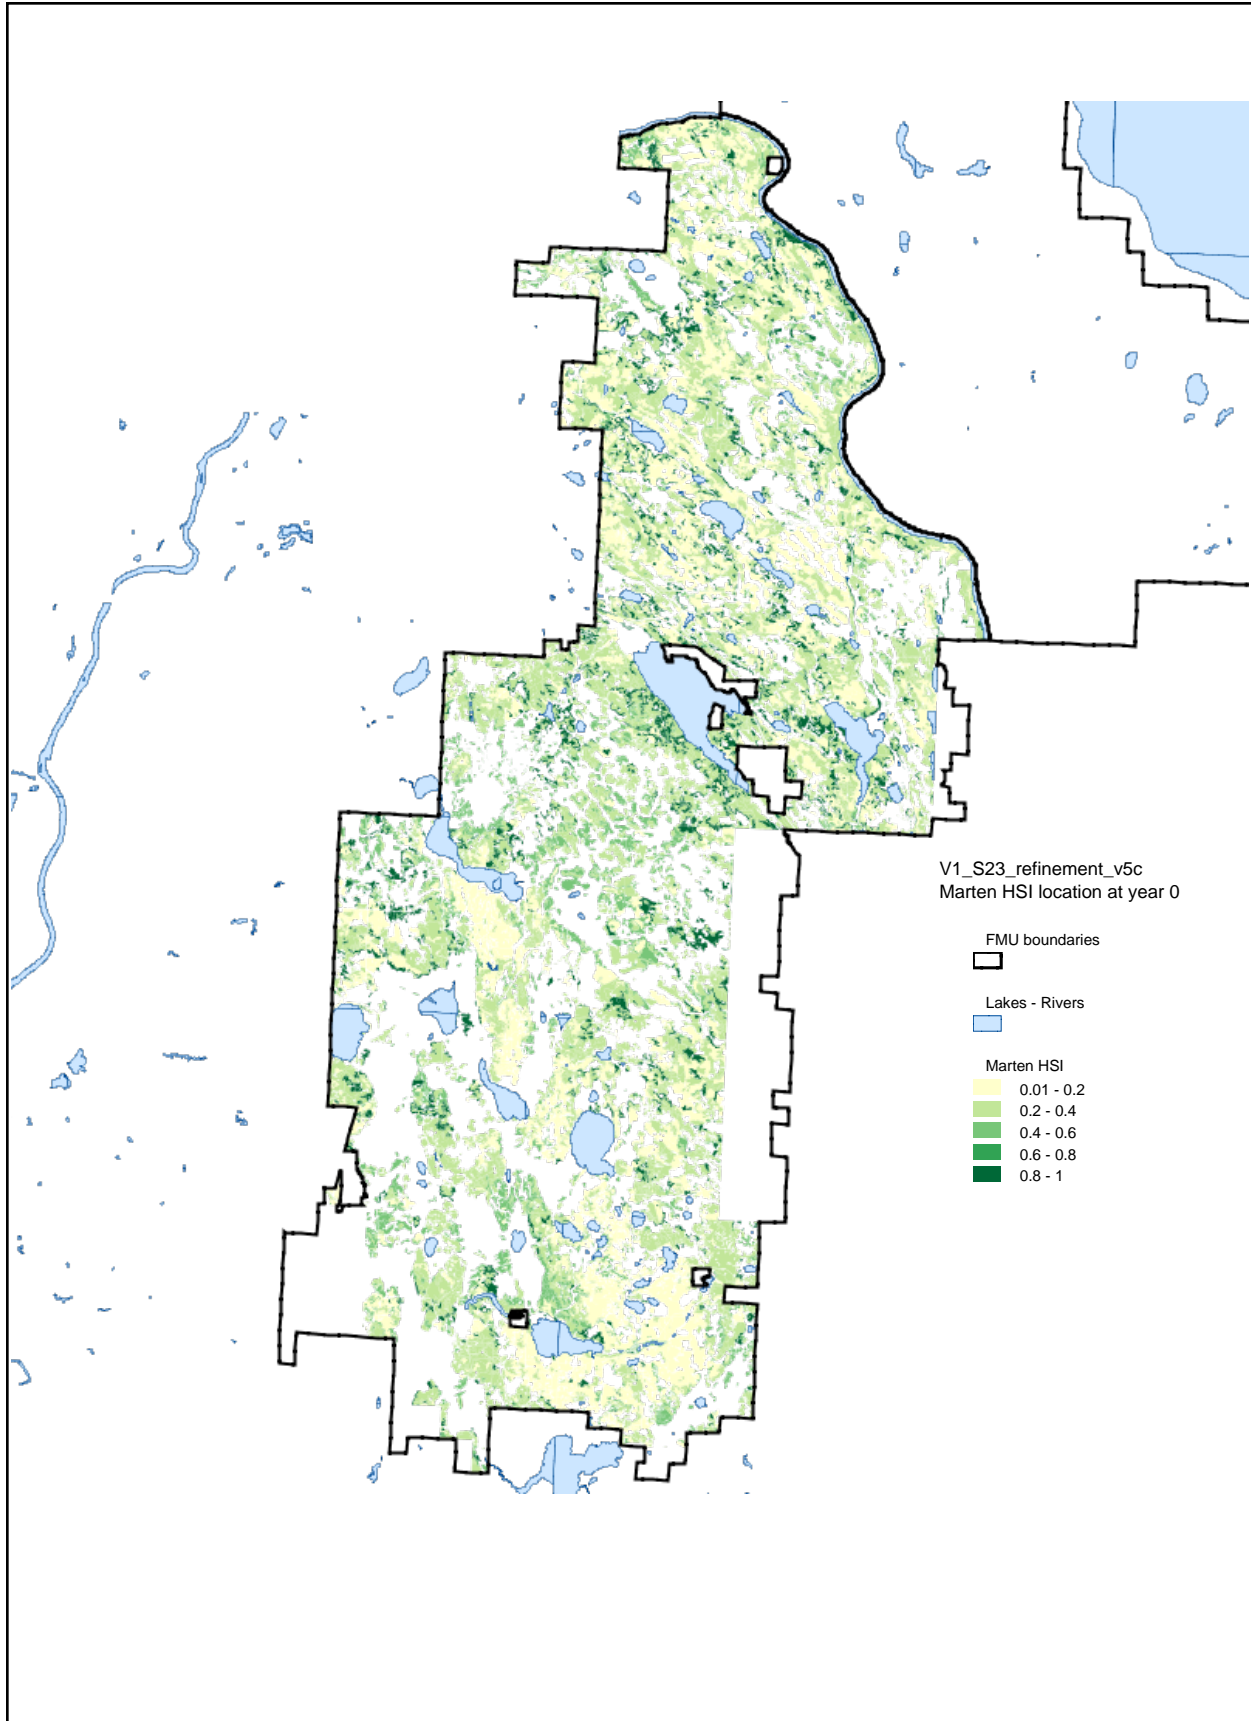 V1_S23_refinement_v5c
Marten HSI location at year 0
FMU boundaries
Lakes - Rivers
Marten HSI
0.01 - 0.2
0.2 - 0.4
0.4 - 0.6
0.6 - 0.8
0.8 - 1